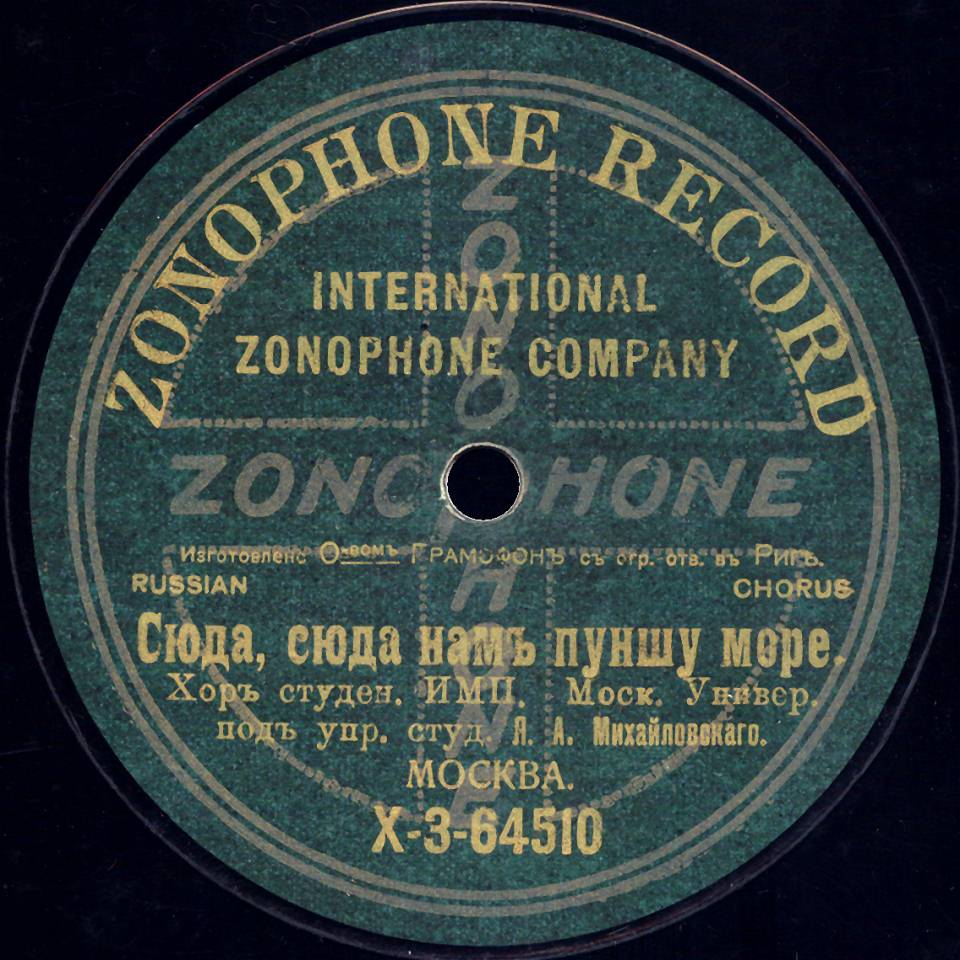 ZONOPHONE RECORD
INTERNATIONAL
ZONOPHONE COMPANY
ZONOPHONE
ZONOPHONE
Изготовлено О-вомъ Грамофонъ съ огр. отв. въ Ригѣ.
RUSSIAN CHORUS
Сюда, сюда намъ пуншу море.
Хоръ студен. ИМП. Моск. Универ.
подъ упр. студ. Я. А. Михайловскаго.
МОСКВА.
X-3-64510